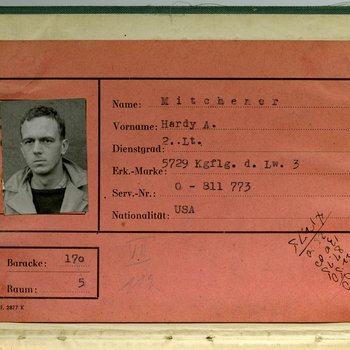 Name: Mitchener
Vorname: Hardy A.
Dienstgrad: 2..Lt.
Erk.-Marke: 5729 Kgflg. d. Lw. 3
Serv.-Nr.: O - 811 773
Nationalität: USA
Baracke: 170
Raum: 5
2877 K